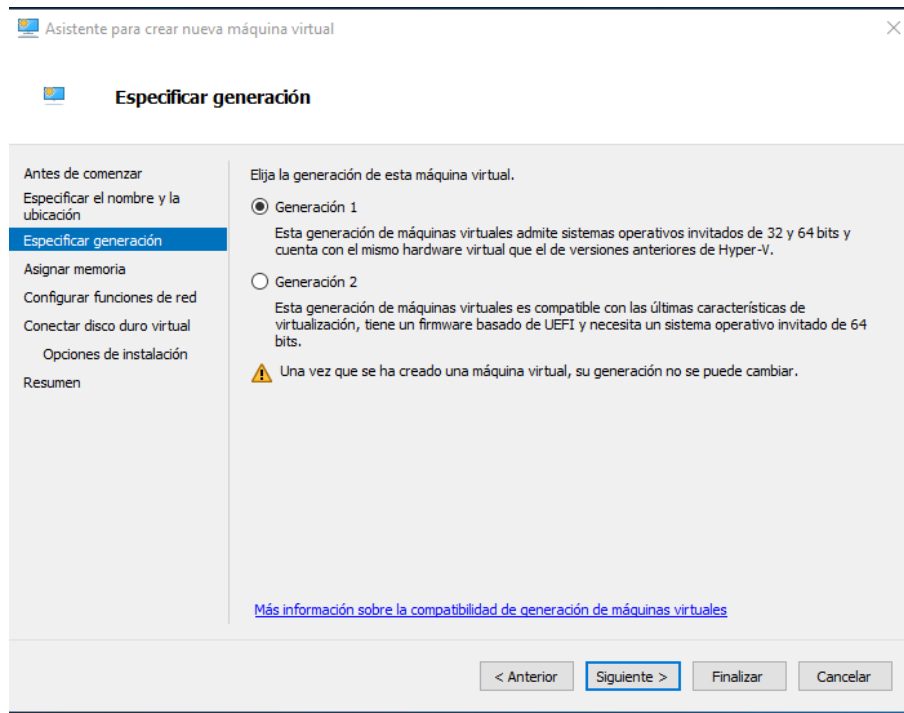 Asistente para crear nueva máquina virtual
Especificar generación
Antes de comenzar
Especificar el nombre y la
ubicación
Especificar generación
Asignar memoria
Configurar funciones de red
Conectar disco duro virtual
Opciones de instalación
Resumen
Elija la generación de esta máquina virtual.
Generación 1
Esta generación de máquinas virtuales admite sistemas operativos invitados de 32 y 64 bits y
cuenta con el mismo hardware virtual que el de versiones anteriores de Hyper-V.
Generación 2
Esta generación de máquinas virtuales es compatible con las últimas características de
virtualización, tiene un firmware basado de UEFI y necesita un sistema operativo invitado de 64
bits.
Una vez que se ha creado una máquina virtual, su generación no se puede cambiar.
Más información sobre la compatibilidad de generación de máquinas virtuales
< Anterior
Siguiente >
Finalizar
Cancelar